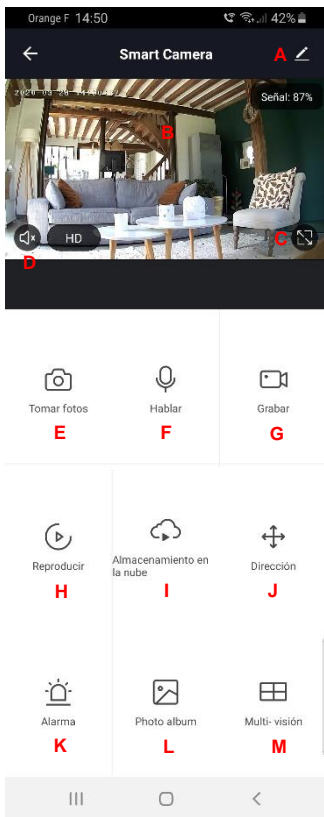 Orange F 14:50
42%
Smart Camera
A
Señal: 87%
B
HD
C
D
Tomar fotos
Hablar
Grabar
E
F
G
Reproducir
Almacenamiento en
la nube
Dirección
H
I
J
Alarma
Photo album
Multi- visión
K
L
M